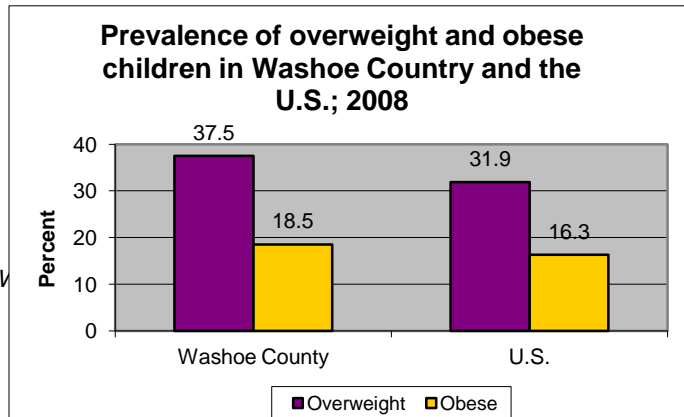 Prevalence of overweight and obese
children in Washoe Country and the
U.S.; 2008
Percent
40
30
20
10
0
37.5
18.5
31.9
16.3
Washoe County
U.S.
Overweight
Obese